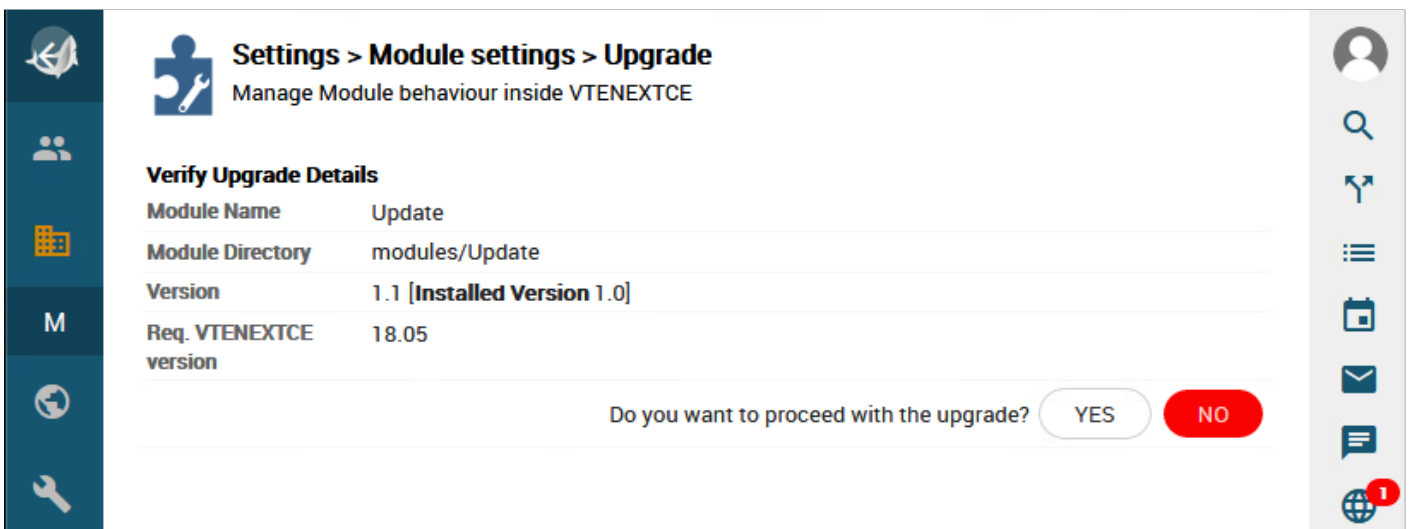 Settings > Module settings > Upgrade
Manage Module behaviour inside VTENEXTCE
Verify Upgrade Details
Module Name Update
Module Directory modules/Update
Version 1.1 [Installed Version 1.0]
Req. VTENEXTCE version 18.05
M
Do you want to proceed with the upgrade? YES NO
1